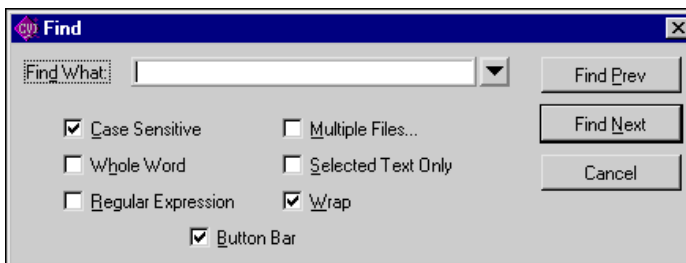 CVI Find
Find What:
Find Prev
Case Sensitive
Multiple Files...
Find Next
Whole Word
Selected Text Only
Cancel
Regular Expression
Wrap
Button Bar